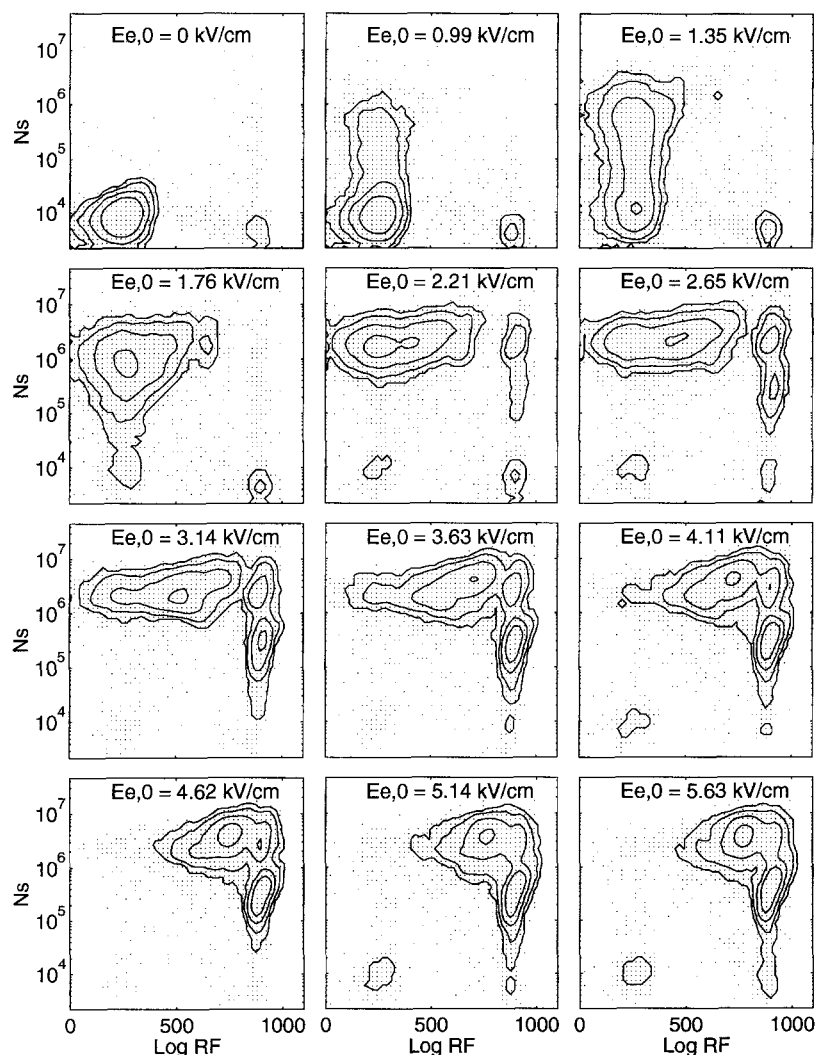 Ee,0 = 0 kV/cm
Ee,0 = 0.99 kV/cm
Ee,0 = 1.35 kV/cm
10^7
10^6
10^5
10^4
Ns
Ee,0 = 1.76 kV/cm
Ee,0 = 2.21 kV/cm
Ee,0 = 2.65 kV/cm
10^7
10^6
10^5
10^4
Ns
Ee,0 = 3.14 kV/cm
Ee,0 = 3.63 kV/cm
Ee,0 = 4.11 kV/cm
10^7
10^6
10^5
10^4
Ns
Ee,0 = 4.62 kV/cm
Ee,0 = 5.14 kV/cm
Ee,0 = 5.63 kV/cm
10^7
10^6
10^5
10^4
Ns
0 500 1000 0 500 1000 0 500 1000
Log RF Log RF Log RF